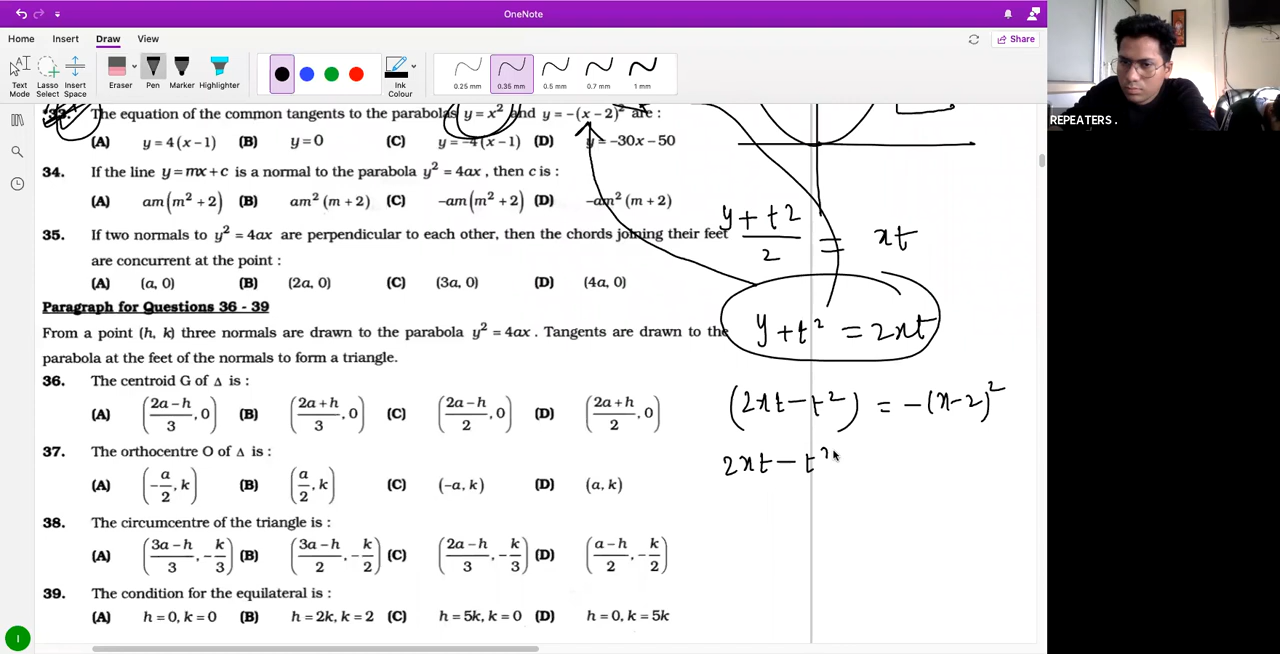 OneNote
Home Insert Draw View
Share
Text Mode
Lasso Select
Insert Space
Eraser
Pen
Marker
Highlighter
Ink Colour
0.25 mm 0.35 mm 0.5 mm 0.7 mm 1 mm
REPEATERS .
The equation of the common tangents to the parabolas y = x² and y = −(x − 2)² are :
(A) y = 4(x − 1) (B) y = 0 (C) y = −4(x − 1) (D) y = −30x − 50
34. If the line y = mx + c is a normal to the parabola y² = 4ax, then c is :
(A) am(m² + 2) (B) am²(m + 2) (C) −am(m² + 2) (D) −am²(m + 2)
35. If two normals to y² = 4ax are perpendicular to each other, then the chords joining their feet
are concurrent at the point :
(A) (a, 0) (B) (2a, 0) (C) (3a, 0) (D) (4a, 0)
Paragraph for Questions 36 - 39
From a point (h, k) three normals are drawn to the parabola y² = 4ax. Tangents are drawn to the
parabola at the feet of the normals to form a triangle.
36. The centroid G of Δ is :
(A) ((2a − h)/3, 0) (B) ((2a + h)/3, 0) (C) ((2a − h)/2, 0) (D) ((2a + h)/2, 0)
37. The orthocentre O of Δ is :
(A) (−a/2, k) (B) (a/2, k) (C) (−a, k) (D) (a, k)
38. The circumcentre of the triangle is :
(A) ((3a − h)/3, −k/3) (B) ((3a − h)/2, −k/2) (C) ((2a − h)/3, −k/3) (D) ((a − h)/2, −k/2)
39. The condition for the equilateral is :
(A) h = 0, k = 0 (B) h = 2k, k = 2 (C) h = 5k, k = 0 (D) h = 0, k = 5k
(y + t2)/2 = xt
y + t² = 2xt
(2xt − t²) = −(x−2)²
2xt − t²
I